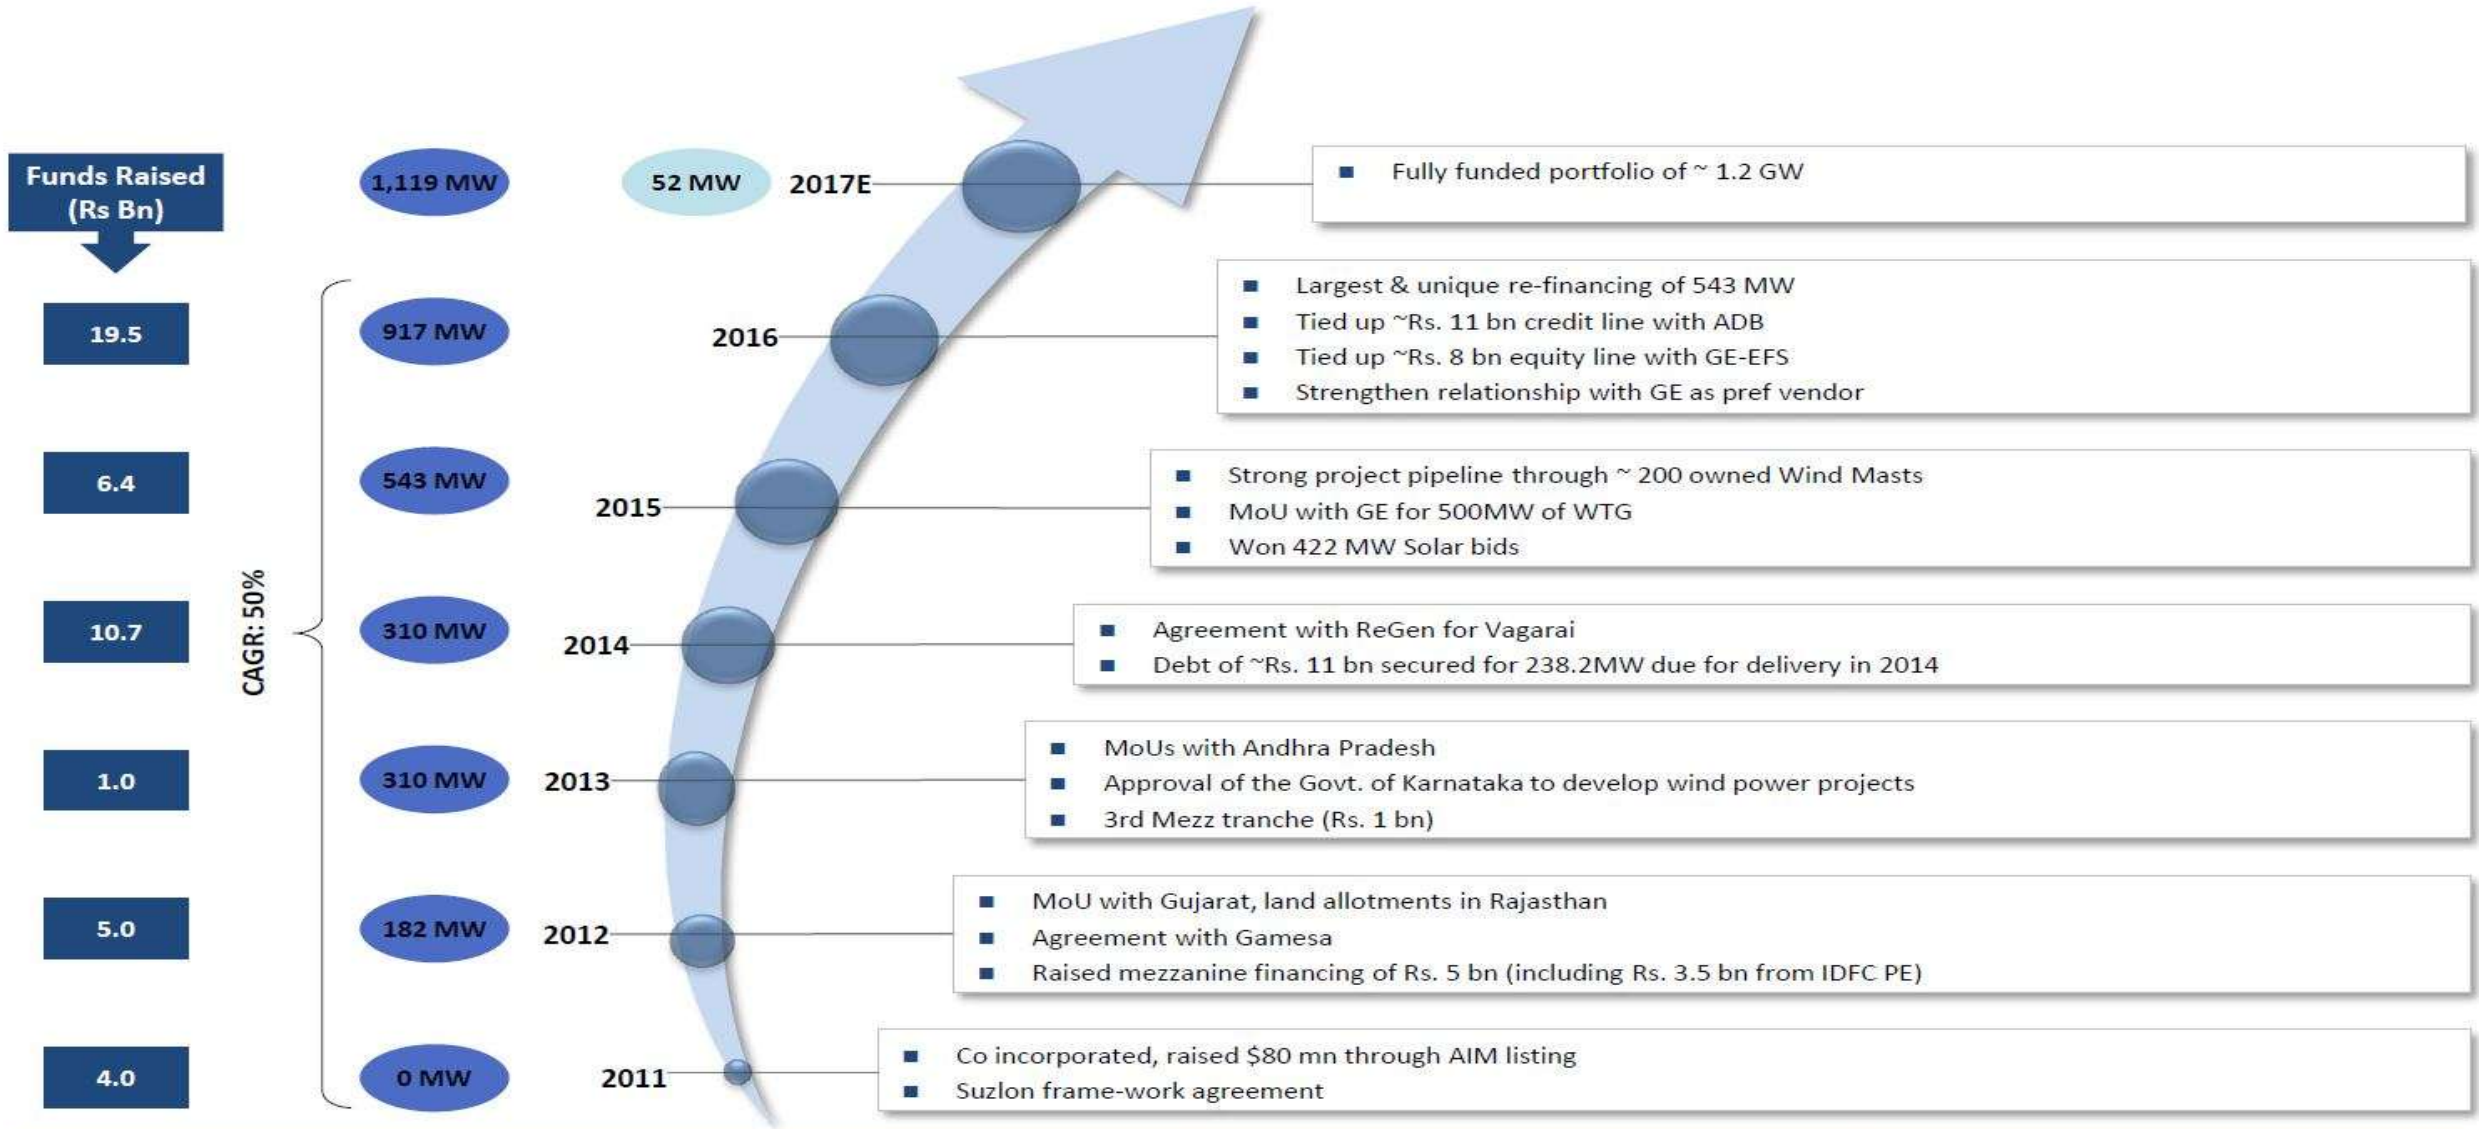 Funds Raised
(Rs Bn)
1,119 MW
52 MW
2017E
Fully funded portfolio of ~ 1.2 GW
19.5
917 MW
2016
Largest & unique re-financing of 543 MW
Tied up ~Rs. 11 bn credit line with ADB
Tied up ~Rs. 8 bn equity line with GE-EFS
Strengthen relationship with GE as pref vendor
6.4
543 MW
2015
Strong project pipeline through ~ 200 owned Wind Masts
MoU with GE for 500MW of WTG
Won 422 MW Solar bids
CAGR: 50%
10.7
310 MW
2014
Agreement with ReGen for Vagarai
Debt of ~Rs. 11 bn secured for 238.2MW due for delivery in 2014
1.0
310 MW
2013
MoUs with Andhra Pradesh
Approval of the Govt. of Karnataka to develop wind power projects
3rd Mezz tranche (Rs. 1 bn)
5.0
182 MW
2012
MoU with Gujarat, land allotments in Rajasthan
Agreement with Gamesa
Raised mezzanine financing of Rs. 5 bn (including Rs. 3.5 bn from IDFC PE)
4.0
0 MW
2011
Co incorporated, raised $80 mn through AIM listing
Suzlon frame-work agreement